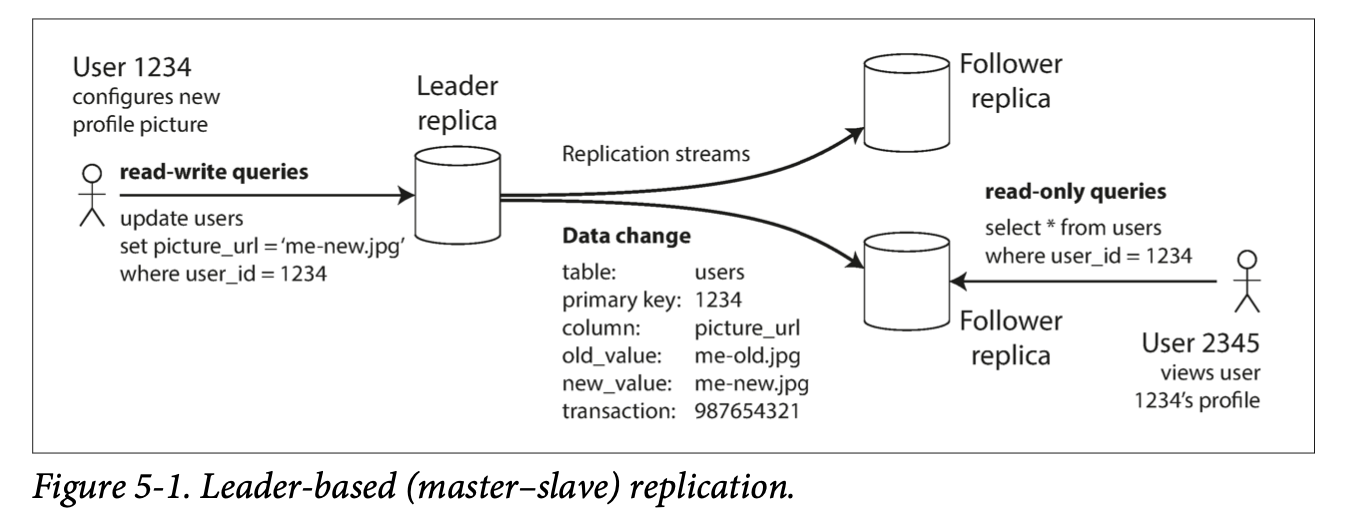 User 1234
configures new
profile picture
read-write queries
update users
set picture_url = ‘me-new.jpg’
where user_id = 1234
Leader
replica
Replication streams
Data change
table: users
primary key: 1234
column: picture_url
old_value: me-old.jpg
new_value: me-new.jpg
transaction: 987654321
Follower
replica
read-only queries
select * from users
where user_id = 1234
Follower
replica
User 2345
views user
1234’s profile
Figure 5-1. Leader-based (master–slave) replication.